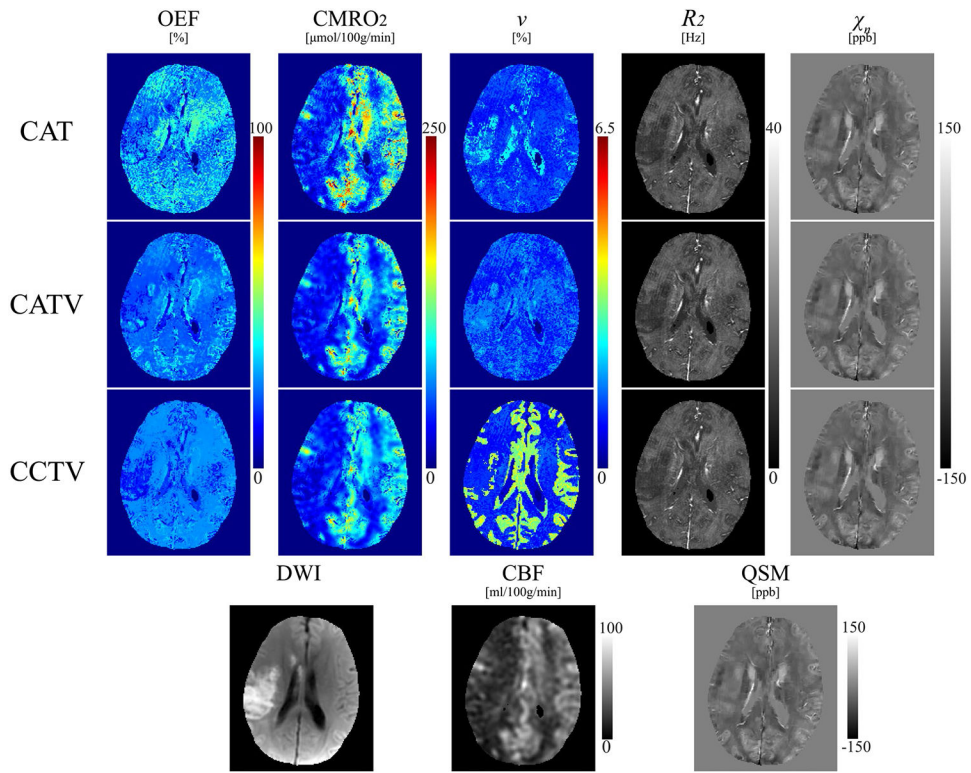 OEF CMRO2 v R2 χn
[%] [μmol/100g/min] [%] [Hz] [ppb]
CAT
100 250 6.5 40 150
CATV
CCTV
0 0 0 0 -150
DWI CBF QSM
[ml/100g/min] [ppb]
100 150
0 -150